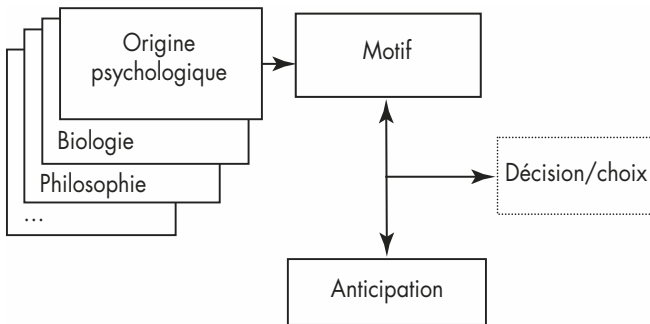 Origine
psychologique
Motif
Biologie
Philosophie
...
Décision/choix
Anticipation